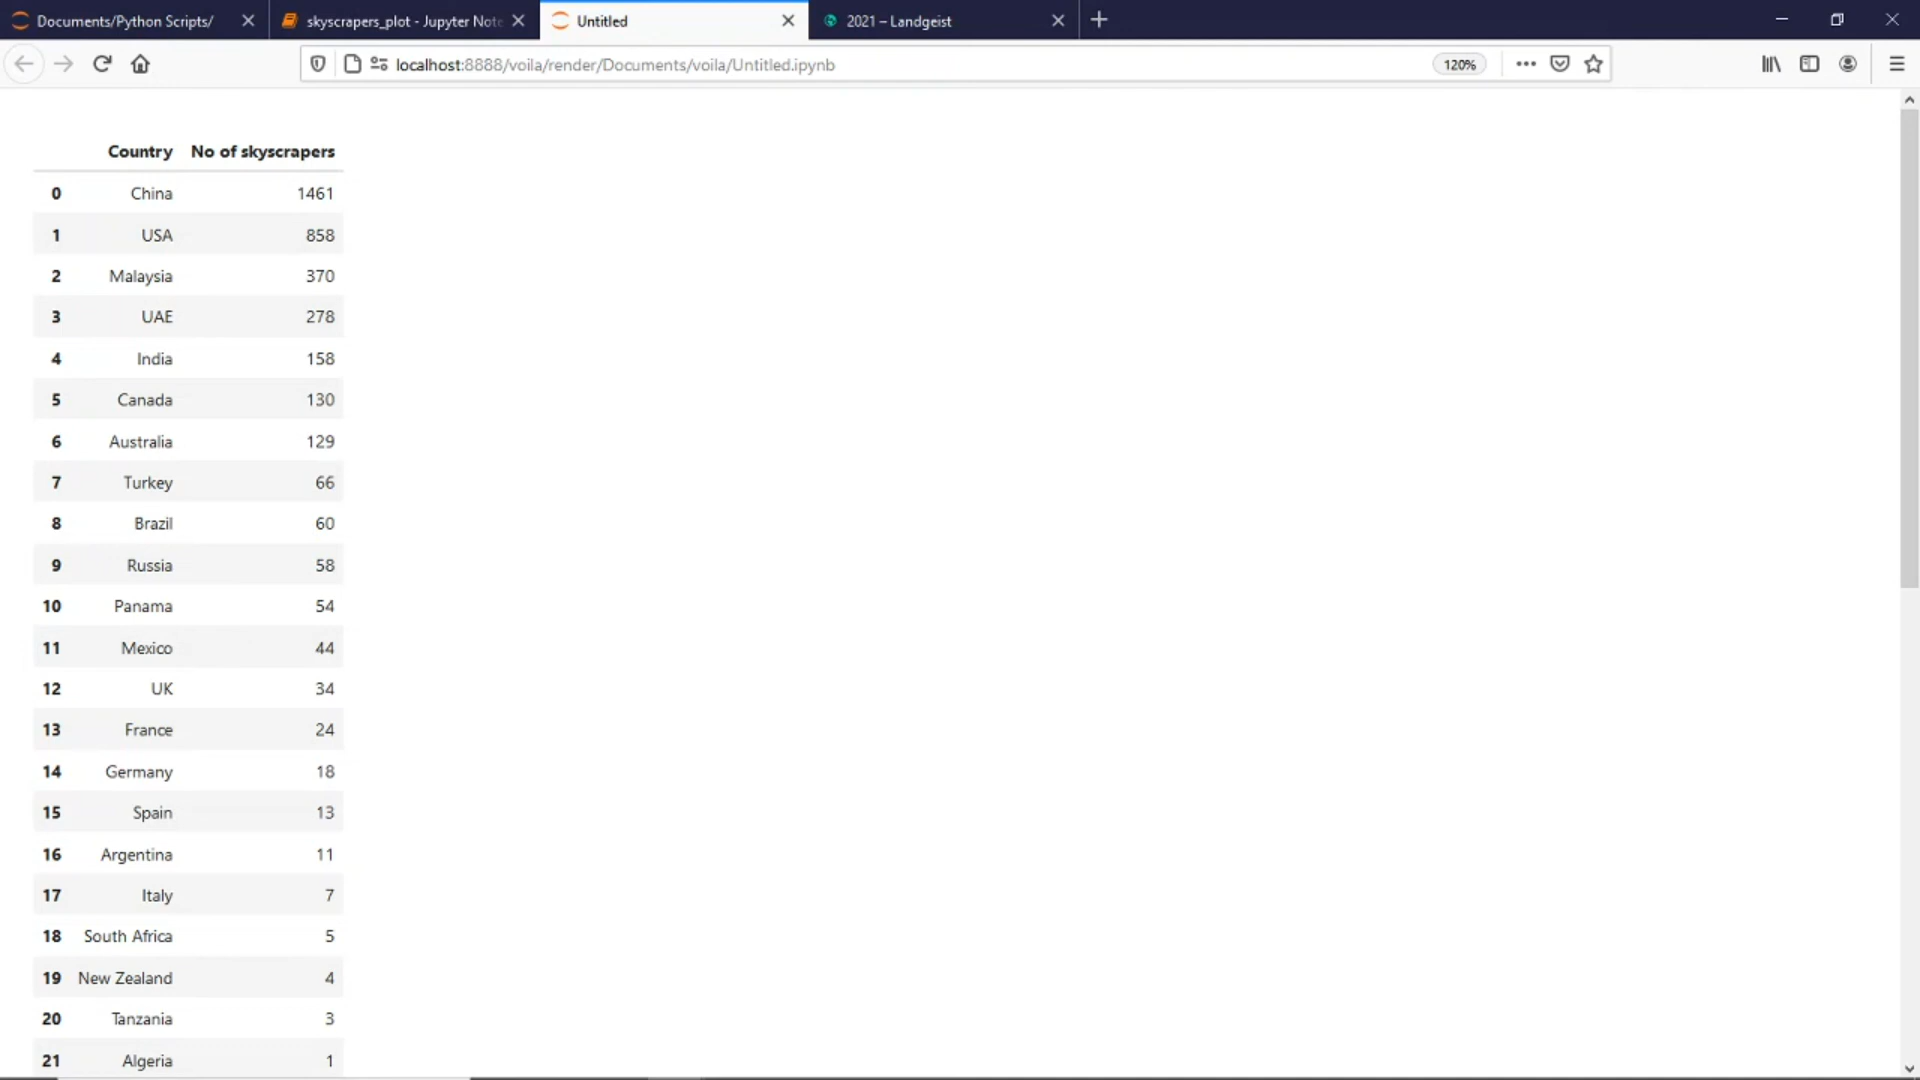 Documents/Python Scripts/
skyscrapers_plot - Jupyter Note
Untitled
2021 – Landgeist
localhost:8888/voila/render/Documents/voila/Untitled.ipynb
120%
Country No of skyscrapers
0 China 1461
1 USA 858
2 Malaysia 370
3 UAE 278
4 India 158
5 Canada 130
6 Australia 129
7 Turkey 66
8 Brazil 60
9 Russia 58
10 Panama 54
11 Mexico 44
12 UK 34
13 France 24
14 Germany 18
15 Spain 13
16 Argentina 11
17 Italy 7
18 South Africa 5
19 New Zealand 4
20 Tanzania 3
21 Algeria 1